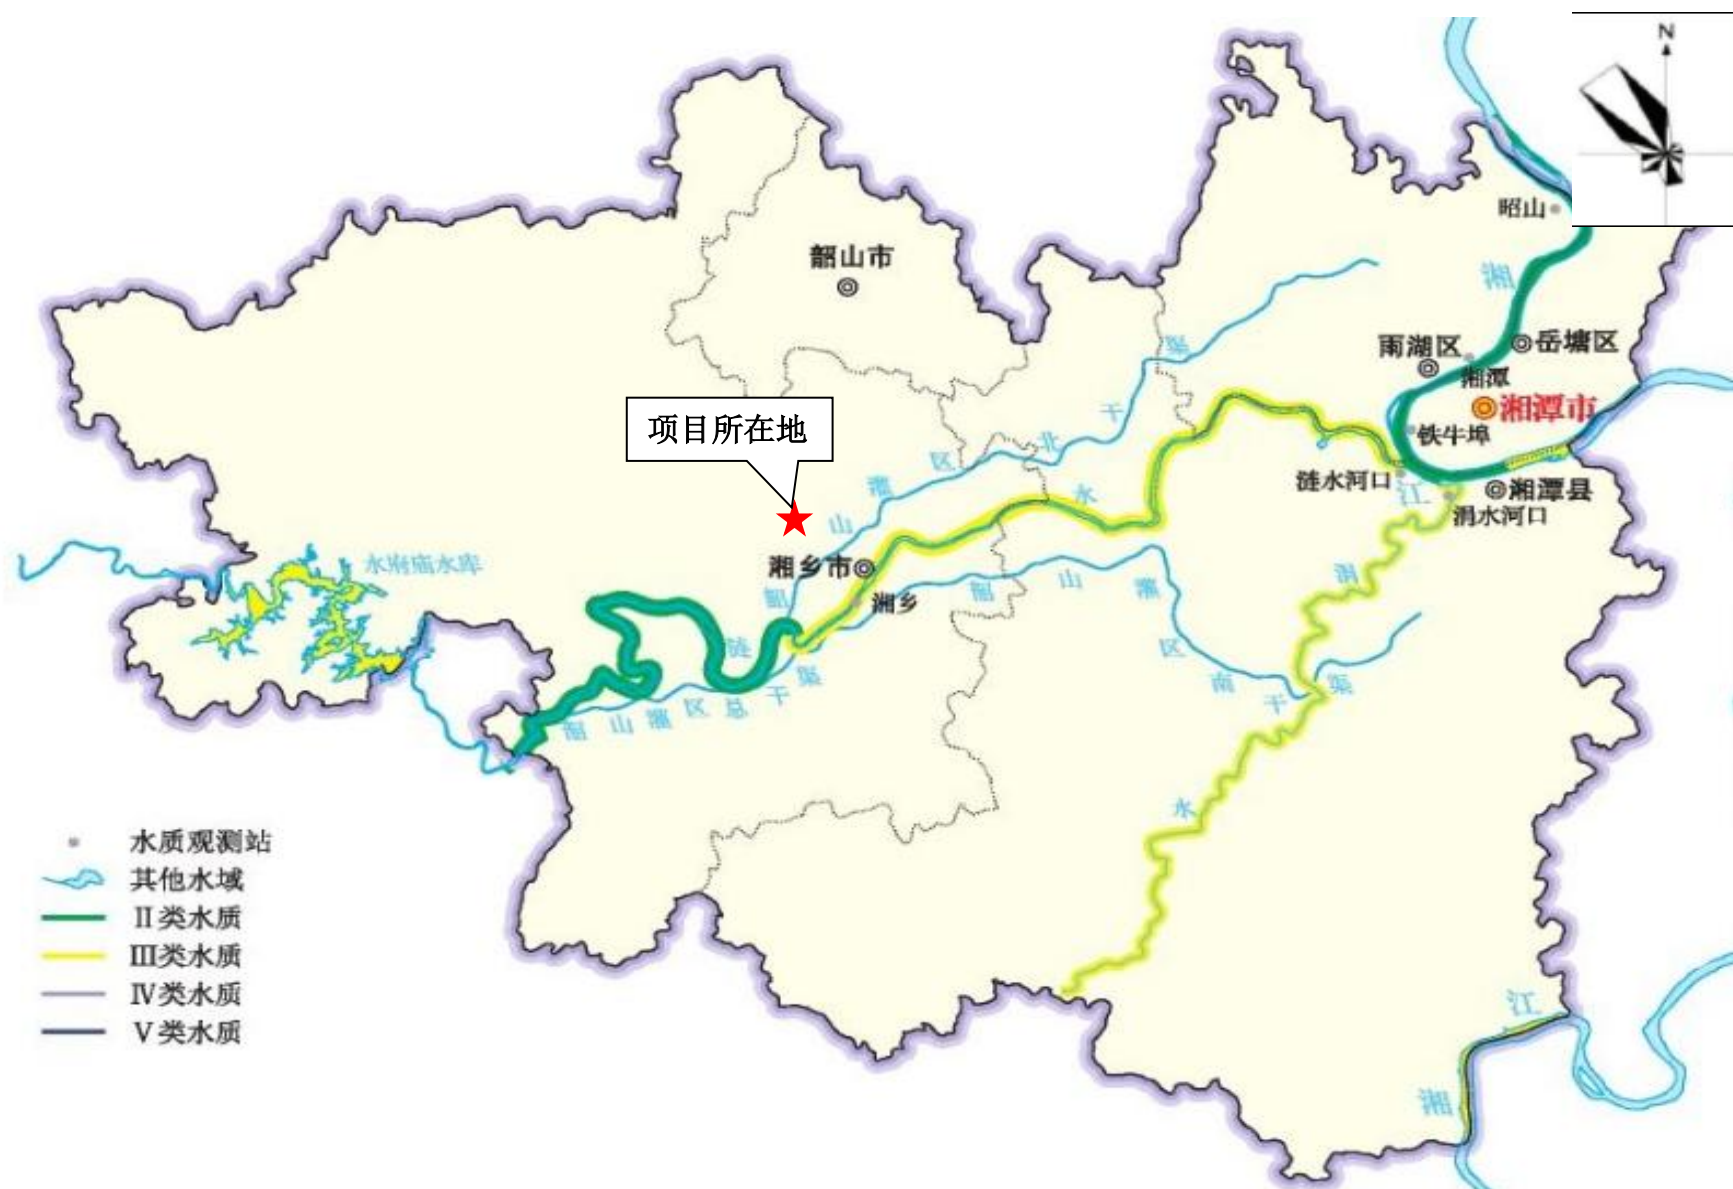 N
昭山
湘
韶山市
岳塘区
雨湖区
湘潭
渠
湘潭市
干
项目所在地
铁牛埠
北
区
涟水河口
灌
水
江
湘潭县
涓水河口
山
湘乡市
水府庙水库
韶
湘乡
韶
山
灌
涓
涟
区
南
干
渠
韶山灌区总干渠
水
水质观测站
其他水域
II类水质
III类水质
IV类水质
V类水质
江
湘